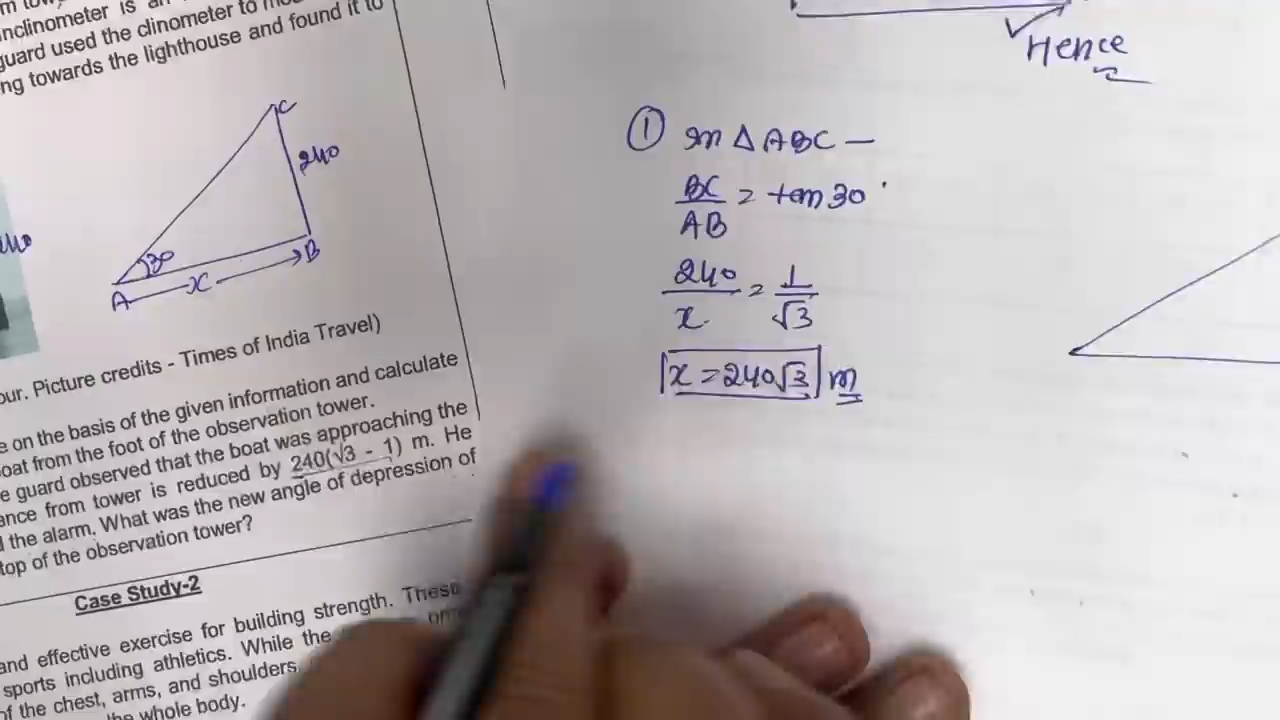 inclinometer is an
guard used the clinometer to
ng towards the lighthouse and found it to
C
240
30
B
A x
our. Picture credits - Times of India Travel)
e on the basis of the given information and calculate
oat from the foot of the observation tower.
e guard observed that the boat was approaching the
ance from tower is reduced by 240(√3 - 1) m. He
the alarm. What was the new angle of depression of
top of the observation tower?
Case Study-2
and effective exercise for building strength. These
sports including athletics. While the
of the chest, arms, and shoulders,
whole body.
Hence
① In △ABC —
BC/AB = tan 30°
240/x = 1/√3
x = 240√3 m